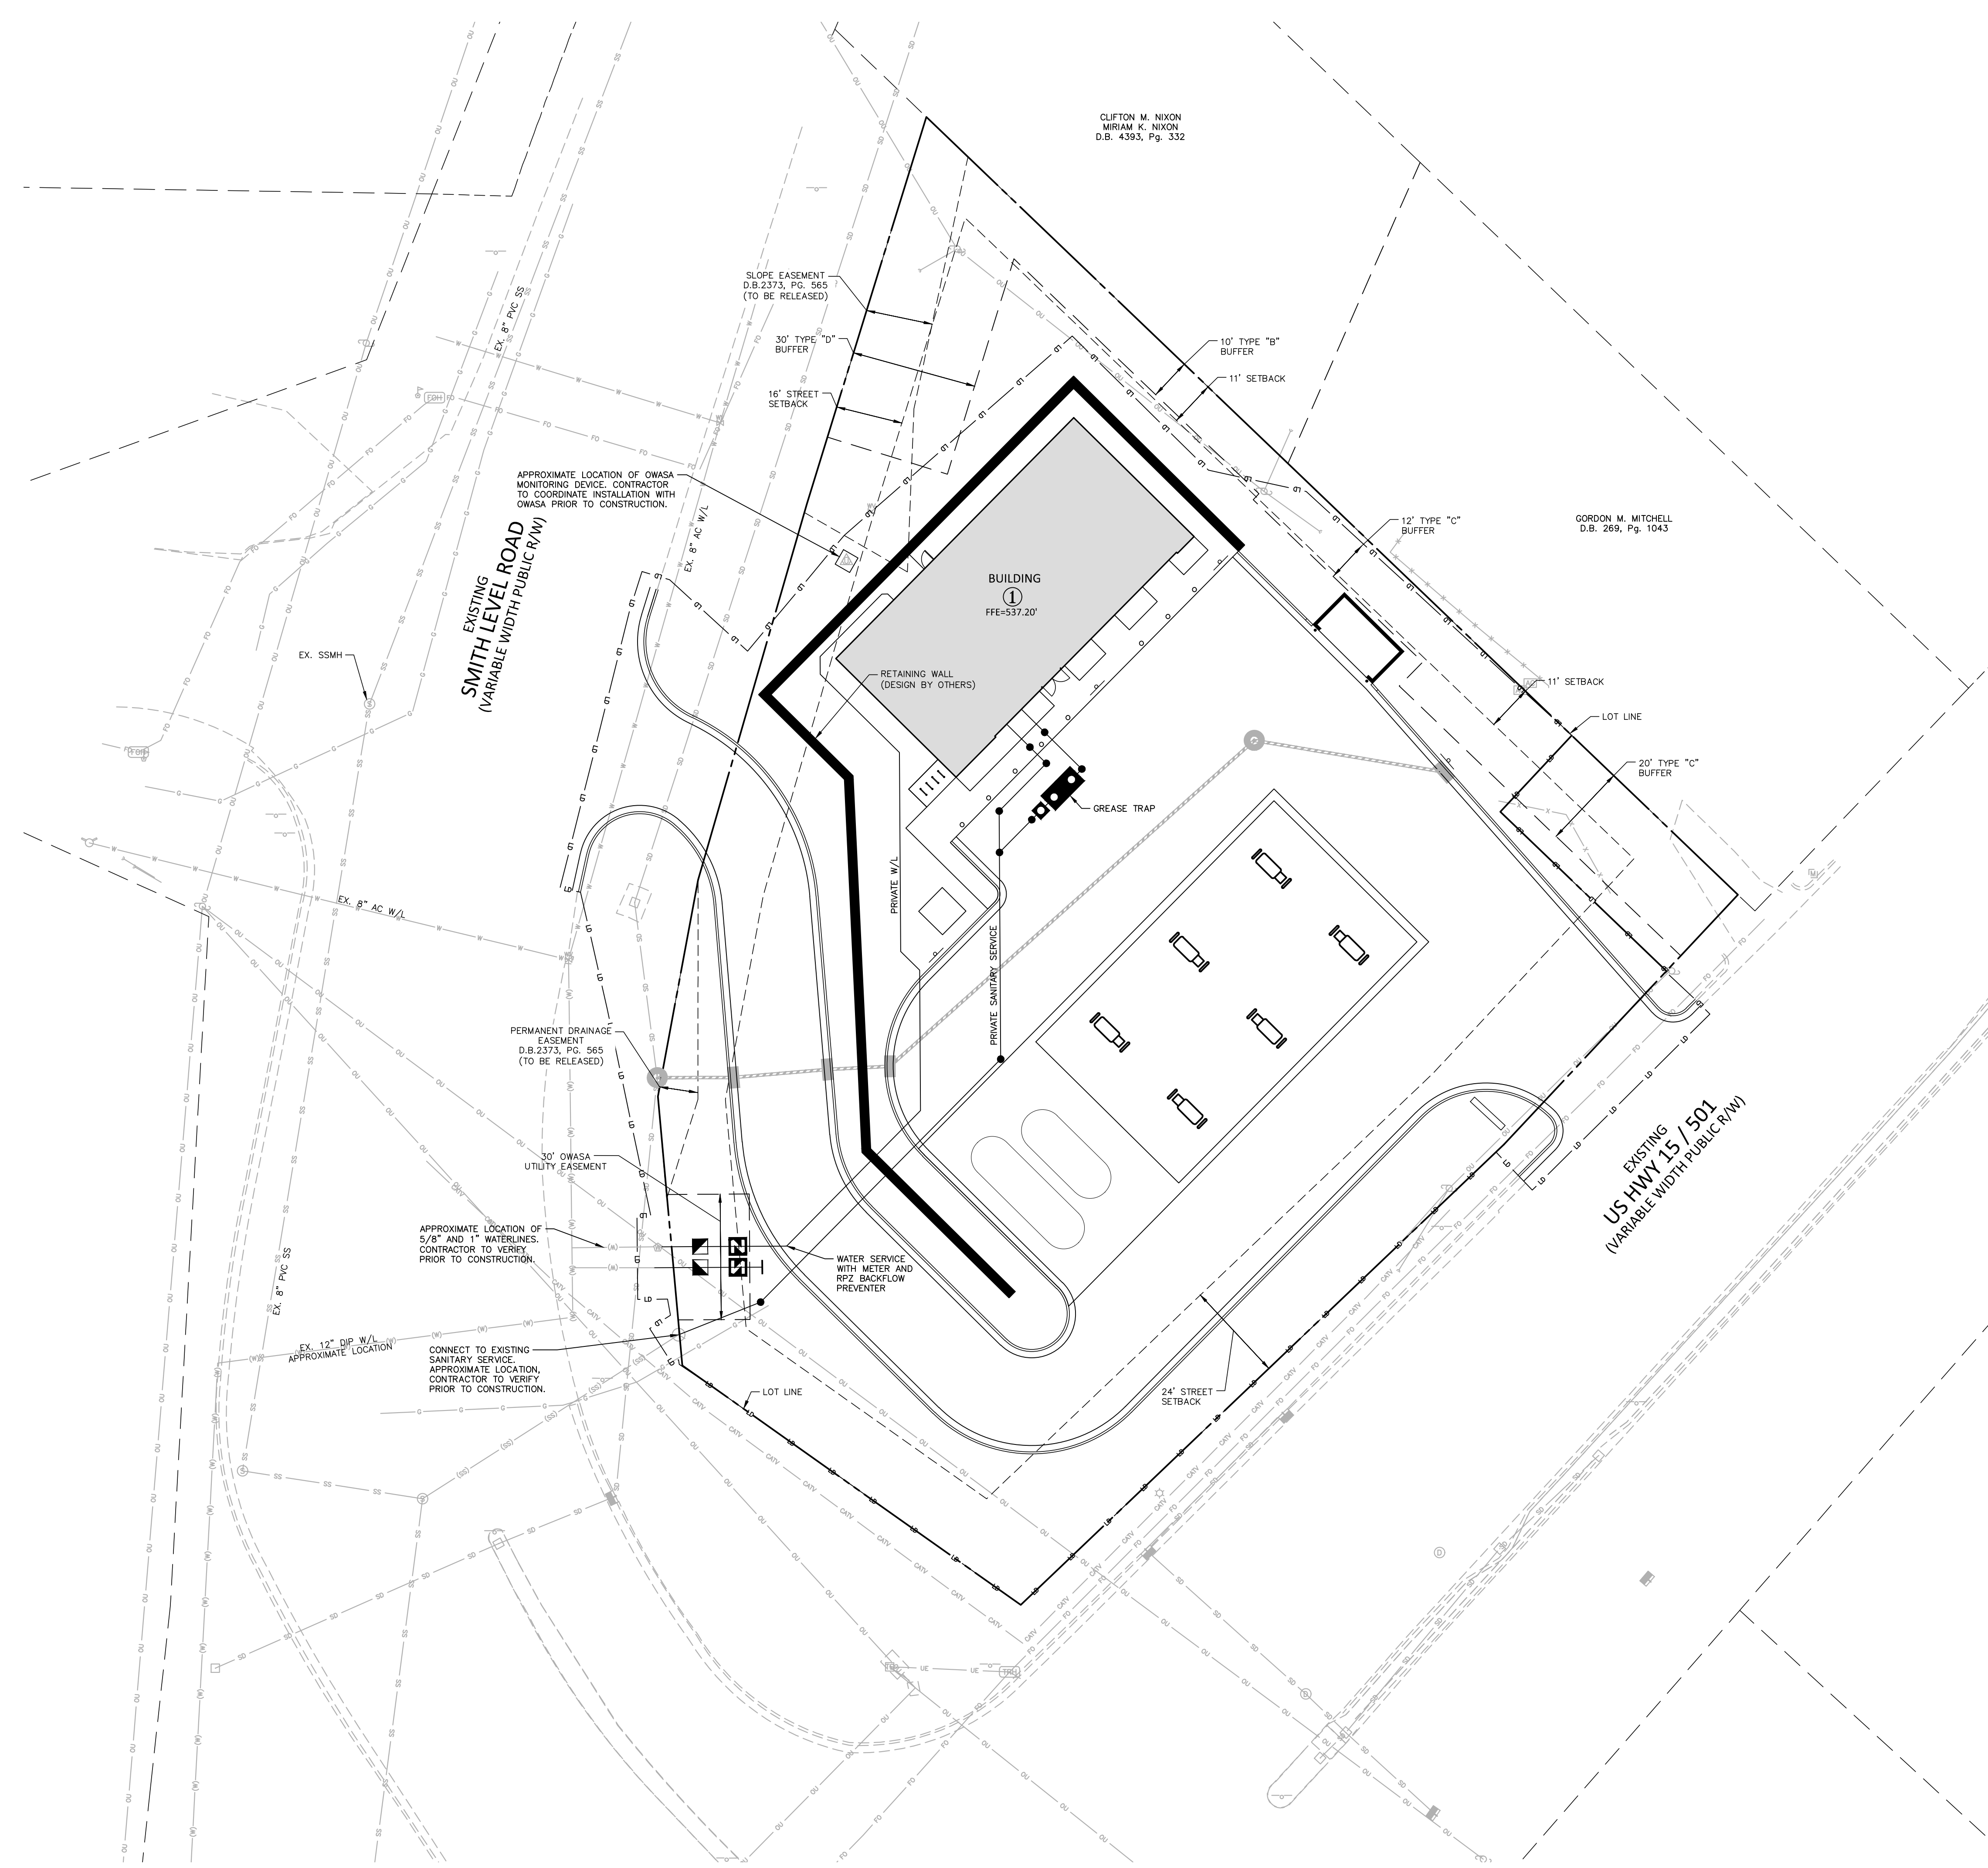 CLIFTON M. NIXON
MIRIAM K. NIXON
D.B. 4393, Pg. 332
SLOPE EASEMENT
D.B.2373, PG. 565
(TO BE RELEASED)
30' TYPE "D"
BUFFER
16' STREET
SETBACK
10' TYPE "B"
BUFFER
11' SETBACK
EX. 8" PVC SS
APPROXIMATE LOCATION OF OWASA
MONITORING DEVICE. CONTRACTOR
TO COORDINATE INSTALLATION WITH
OWASA PRIOR TO CONSTRUCTION.
EX. 8" AC W/L
12' TYPE "C"
BUFFER
GORDON M. MITCHELL
D.B. 269, Pg. 1043
EXISTING
SMITH LEVEL ROAD
(VARIABLE WIDTH PUBLIC R/W)
BUILDING
1
FFE=537.20'
EX. SSMH
RETAINING WALL
(DESIGN BY OTHERS)
11' SETBACK
LOT LINE
20' TYPE "C"
BUFFER
GREASE TRAP
PRIVATE W/L
EX. 8" AC W/L
PRIVATE SANITARY SERVICE
PERMANENT DRAINAGE
EASEMENT
D.B.2373, PG. 565
(TO BE RELEASED)
EXISTING
US HWY 15 / 501
(VARIABLE WIDTH PUBLIC R/W)
30' OWASA
UTILITY EASEMENT
APPROXIMATE LOCATION OF
5/8" AND 1" WATERLINES.
CONTRACTOR TO VERIFY
PRIOR TO CONSTRUCTION.
WATER SERVICE
WITH METER AND
RPZ BACKFLOW
PREVENTER
EX. 8" PVC SS
EX. 12" DIP W/L
APPROXIMATE LOCATION
CONNECT TO EXISTING
SANITARY SERVICE.
APPROXIMATE LOCATION,
CONTRACTOR TO VERIFY
PRIOR TO CONSTRUCTION.
LOT LINE
24' STREET
SETBACK